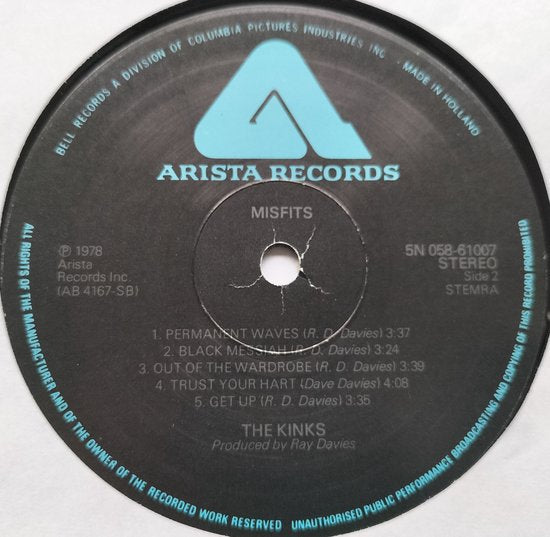 BELL RECORDS A DIVISION OF COLUMBIA PICTURES INDUSTRIES INC. - MADE IN HOLLAND
ARISTA RECORDS
MISFITS
℗ 1978
Arista
Records Inc.
(AB 4167-SB)
5N 058-61007
STEREO
Side 2
STEMRA
1. PERMANENT WAVES (R. D. Davies) 3:37
2. BLACK MESSIAH (R. D. Davies) 3:24
3. OUT OF THE WARDROBE (R. D. Davies) 3:39
4. TRUST YOUR HART (Dave Davies) 4:08
5. GET UP (R. D. Davies) 3:35
THE KINKS
Produced by Ray Davies
ALL RIGHTS OF THE MANUFACTURER AND OF THE OWNER OF THE RECORDED WORK RESERVED UNAUTHORISED PUBLIC PERFORMANCE BROADCASTING AND COPYING OF THIS RECORD PROHIBITED